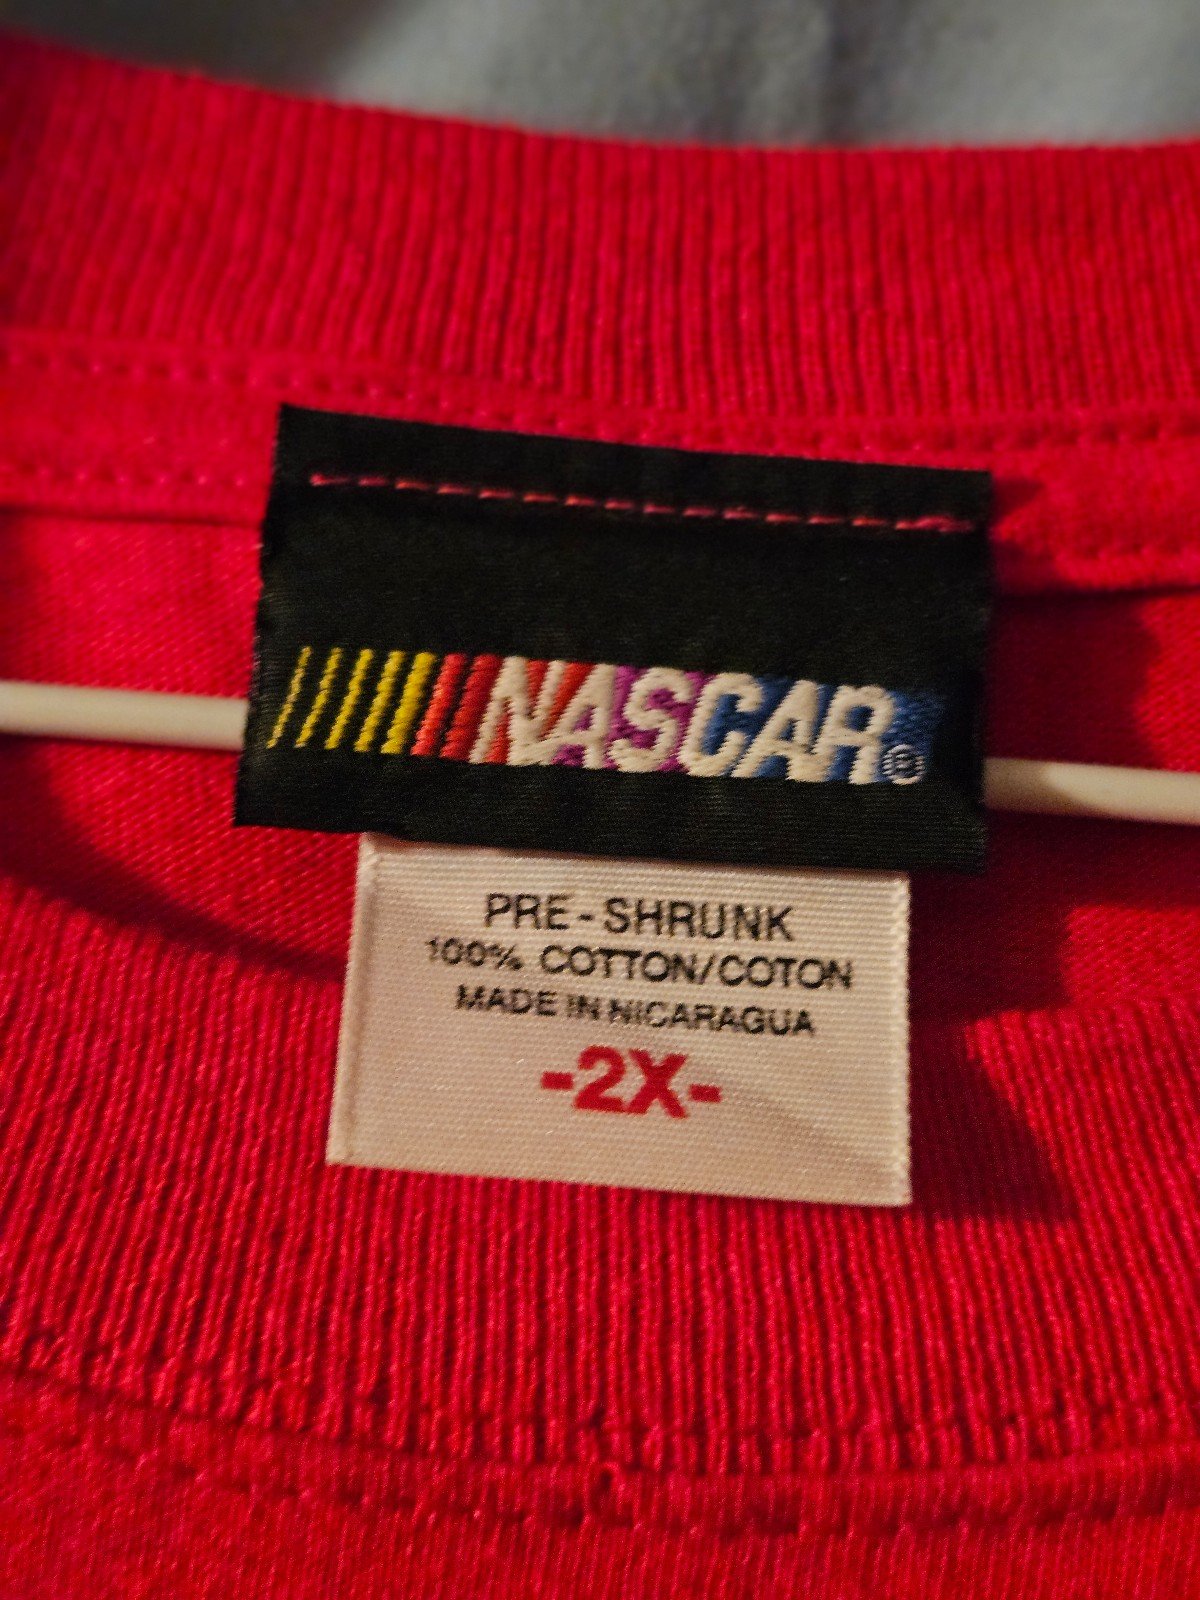 NASCAR®
PRE-SHRUNK
100% COTTON/COTON
MADE IN NICARAGUA
-2X-